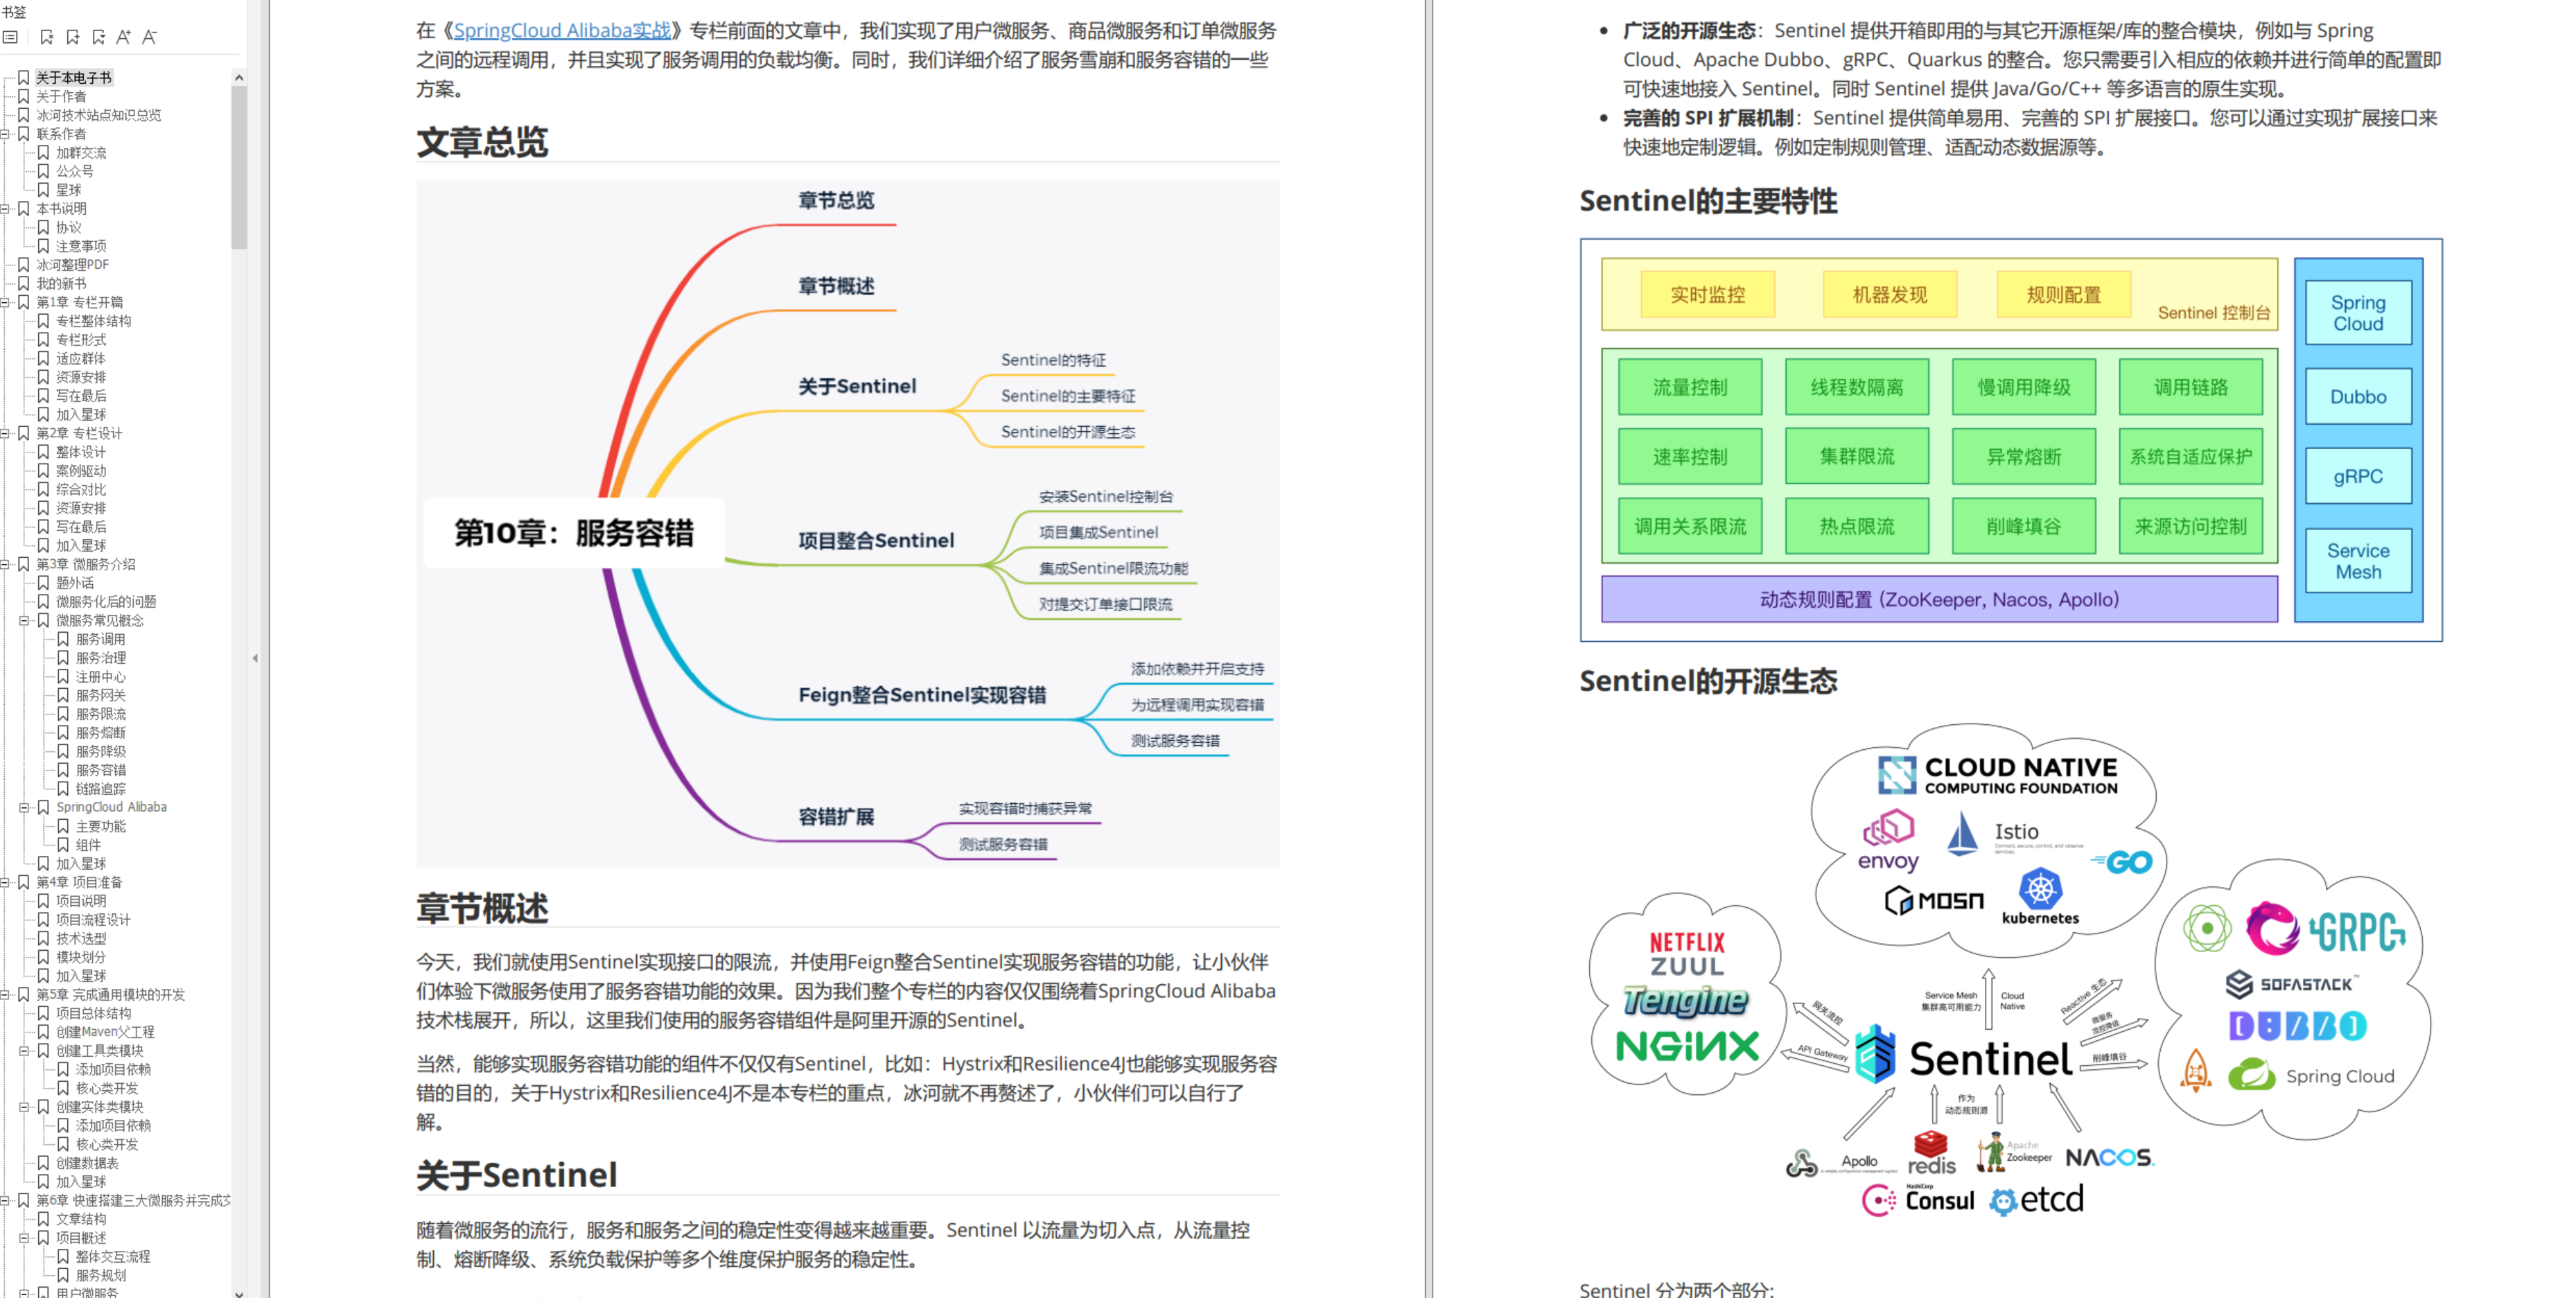 书签
关于本电子书
关于作者
冰河技术站点知识总览
联系作者
加群交流
公众号
星球
本书说明
协议
注意事项
冰河整理PDF
我的新书
第1章 专栏开篇
专栏整体结构
专栏形式
适应群体
资源安排
写在最后
加入星球
第2章 专栏设计
整体设计
案例驱动
综合对比
资源安排
写在最后
加入星球
第3章 微服务介绍
题外话
微服务化后的问题
微服务常见概念
服务调用
服务治理
注册中心
服务网关
服务限流
服务熔断
服务降级
服务容错
链路追踪
SpringCloud Alibaba
主要功能
组件
加入星球
第4章 项目准备
项目说明
项目流程设计
技术选型
模块划分
加入星球
第5章 完成通用模块的开发
项目总体结构
创建Maven父工程
创建工具类模块
添加项目依赖
核心类开发
创建实体类模块
添加项目依赖
核心类开发
创建数据表
加入星球
第6章 快速搭建三大微服务并完成交
文章结构
项目概述
整体交互流程
服务规划
用户微服务
在《SpringCloud Alibaba实战》专栏前面的文章中，我们实现了用户微服务、商品微服务和订单微服务
之间的远程调用，并且实现了服务调用的负载均衡。同时，我们详细介绍了服务雪崩和服务容错的一些
方案。
文章总览
章节总览
章节概述
关于Sentinel
Sentinel的特征
Sentinel的主要特征
Sentinel的开源生态
第10章：服务容错
项目整合Sentinel
安装Sentinel控制台
项目集成Sentinel
集成Sentinel限流功能
对提交订单接口限流
Feign整合Sentinel实现容错
添加依赖并开启支持
为远程调用实现容错
测试服务容错
容错扩展
实现容错时捕获异常
测试服务容错
章节概述
今天，我们就使用Sentinel实现接口的限流，并使用Feign整合Sentinel实现服务容错的功能，让小伙伴
们体验下微服务使用了服务容错功能的效果。因为我们整个专栏的内容仅仅围绕着SpringCloud Alibaba
技术栈展开，所以，这里我们使用的服务容错组件是阿里开源的Sentinel。
当然，能够实现服务容错功能的组件不仅仅有Sentinel，比如：Hystrix和Resilience4J也能够实现服务容
错的目的，关于Hystrix和Resilience4J不是本专栏的重点，冰河就不再赘述了，小伙伴们可以自行了
解。
关于Sentinel
随着微服务的流行，服务和服务之间的稳定性变得越来越重要。Sentinel 以流量为切入点，从流量控
制、熔断降级、系统负载保护等多个维度保护服务的稳定性。
广泛的开源生态：Sentinel 提供开箱即用的与其它开源框架/库的整合模块，例如与 Spring
Cloud、Apache Dubbo、gRPC、Quarkus 的整合。您只需要引入相应的依赖并进行简单的配置即
可快速地接入 Sentinel。同时 Sentinel 提供 Java/Go/C++ 等多语言的原生实现。
完善的 SPI 扩展机制：Sentinel 提供简单易用、完善的 SPI 扩展接口。您可以通过实现扩展接口来
快速地定制逻辑。例如定制规则管理、适配动态数据源等。
Sentinel的主要特性
实时监控 机器发现 规则配置
Sentinel 控制台
流量控制 线程数隔离 慢调用降级 调用链路
速率控制 集群限流 异常熔断 系统自适应保护
调用关系限流 热点限流 削峰填谷 来源访问控制
动态规则配置 (ZooKeeper, Nacos, Apollo)
Spring
Cloud
Dubbo
gRPC
Service
Mesh
Sentinel的开源生态
CLOUD NATIVE
COMPUTING FOUNDATION
envoy
Istio
Connect, secure, control, and observe
services.
GO
MOSN
kubernetes
NETFLIX
ZUUL
Tengine
NGINX
GRPC
SOFASTACK™
DUBBO
Spring Cloud
网关流控
API Gateway
Service Mesh
集群高可用能力
Cloud
Native
Reactive 生态
微服务
流控降级
削峰填谷
Sentinel
作为
动态规则源
Apollo
redis
Apache
Zookeeper
NACOS.
HashiCorp
Consul
etcd
Sentinel 分为两个部分: